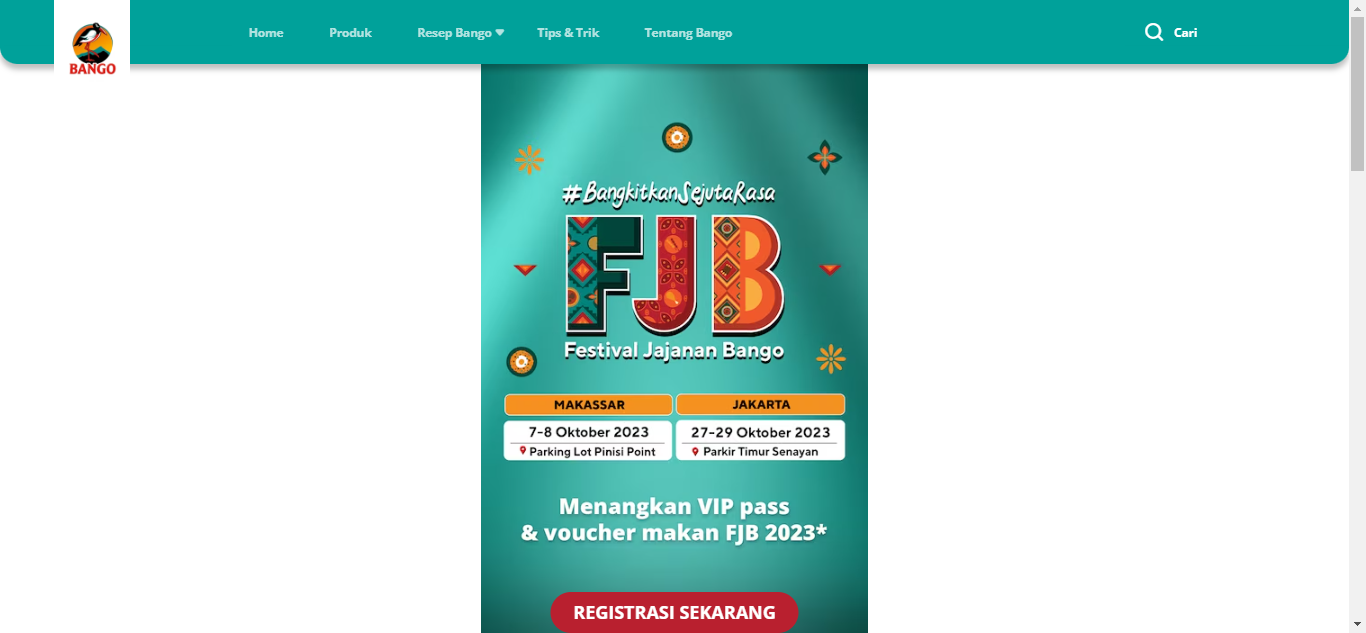 Home Produk Resep Bango Tips & Trik Tentang Bango Cari
BANGO
#BangkitkanSejutaRasa
FJB
Festival Jajanan Bango
MAKASSAR JAKARTA
7-8 Oktober 2023 27-29 Oktober 2023
Parking Lot Pinisi Point Parkir Timur Senayan
Menangkan VIP pass
& voucher makan FJB 2023*
REGISTRASI SEKARANG